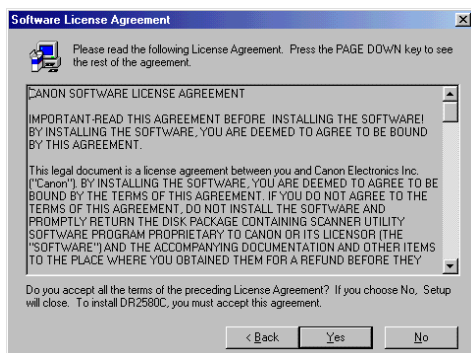 Software License Agreement
Please read the following License Agreement. Press the PAGE DOWN key to see
the rest of the agreement.
CANON SOFTWARE LICENSE AGREEMENT
IMPORTANT-READ THIS AGREEMENT BEFORE INSTALLING THE SOFTWARE!
BY INSTALLING THE SOFTWARE, YOU ARE DEEMED TO AGREE TO BE BOUND
BY THIS AGREEMENT.
This legal document is a license agreement between you and Canon Electronics Inc.
("Canon"). BY INSTALLING THE SOFTWARE, YOU ARE DEEMED TO AGREE TO BE
BOUND BY THE TERMS OF THIS AGREEMENT. IF YOU DO NOT AGREE TO THE
TERMS OF THIS AGREEMENT, DO NOT INSTALL THE SOFTWARE AND
PROMPTLY RETURN THE DISK PACKAGE CONTAINING SCANNER UTILITY
SOFTWARE PROGRAM PROPRIETARY TO CANON OR ITS LICENSOR (THE
"SOFTWARE") AND THE ACCOMPANYING DOCUMENTATION AND OTHER ITEMS
TO THE PLACE WHERE YOU OBTAINED THEM FOR A REFUND BEFORE THEY
Do you accept all the terms of the preceding License Agreement? If you choose No, Setup
will close. To install DR2580C, you must accept this agreement.
< Back
Yes
No